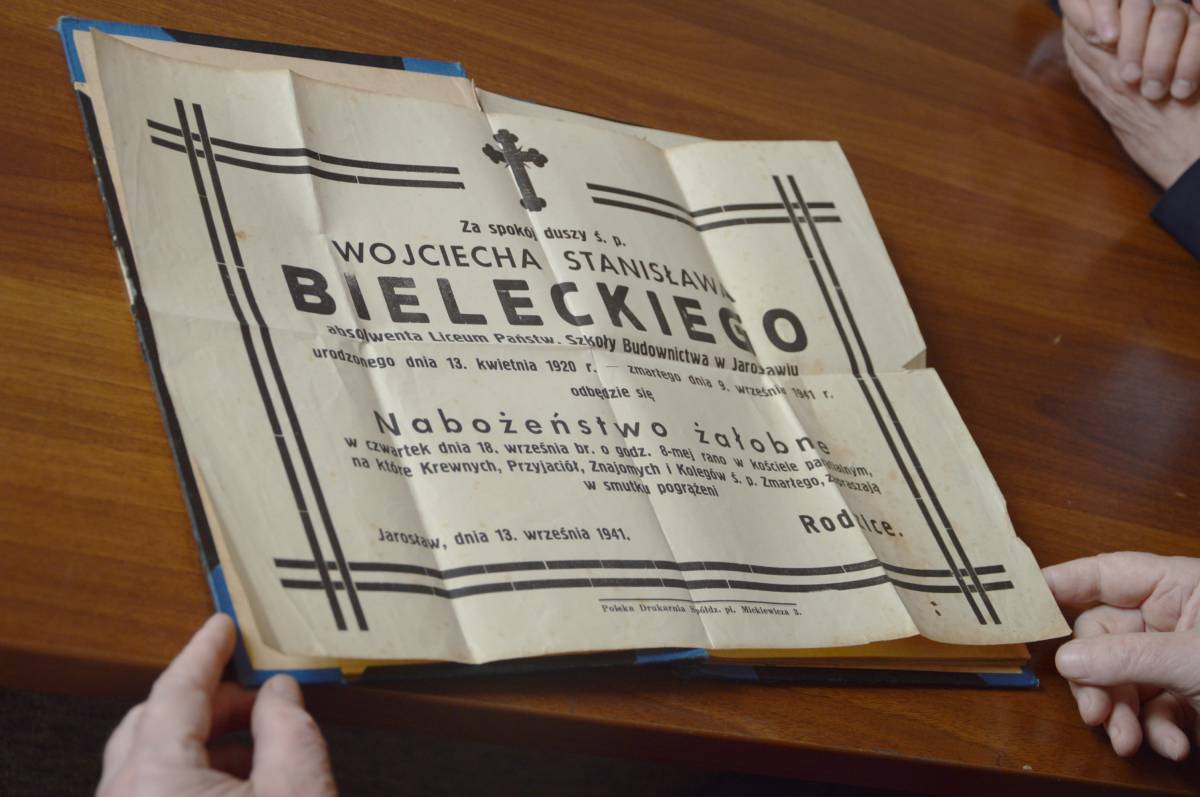 Za spokój duszy ś. p.
WOJCIECHA STANISŁAWA
BIELECKIEGO
absolwenta Liceum Państw. Szkoły Budownictwa w Jarosławiu
urodzonego dnia 13. kwietnia 1920 r. — zmarłego dnia 9. września 1941 r.
odbędzie się
Nabożeństwo żałobne
w czwartek dnia 18. września br. o godz. 8-mej rano w kościele parafialnym,
na które Krewnych, Przyjaciół, Znajomych i Kolegów ś. p. Zmarłego, zapraszają
w smutku pogrążeni
Rodzice.
Jarosław, dnia 13. września 1941.
Polska Drukarnia Spółdz. pl. Mickiewicza 3.